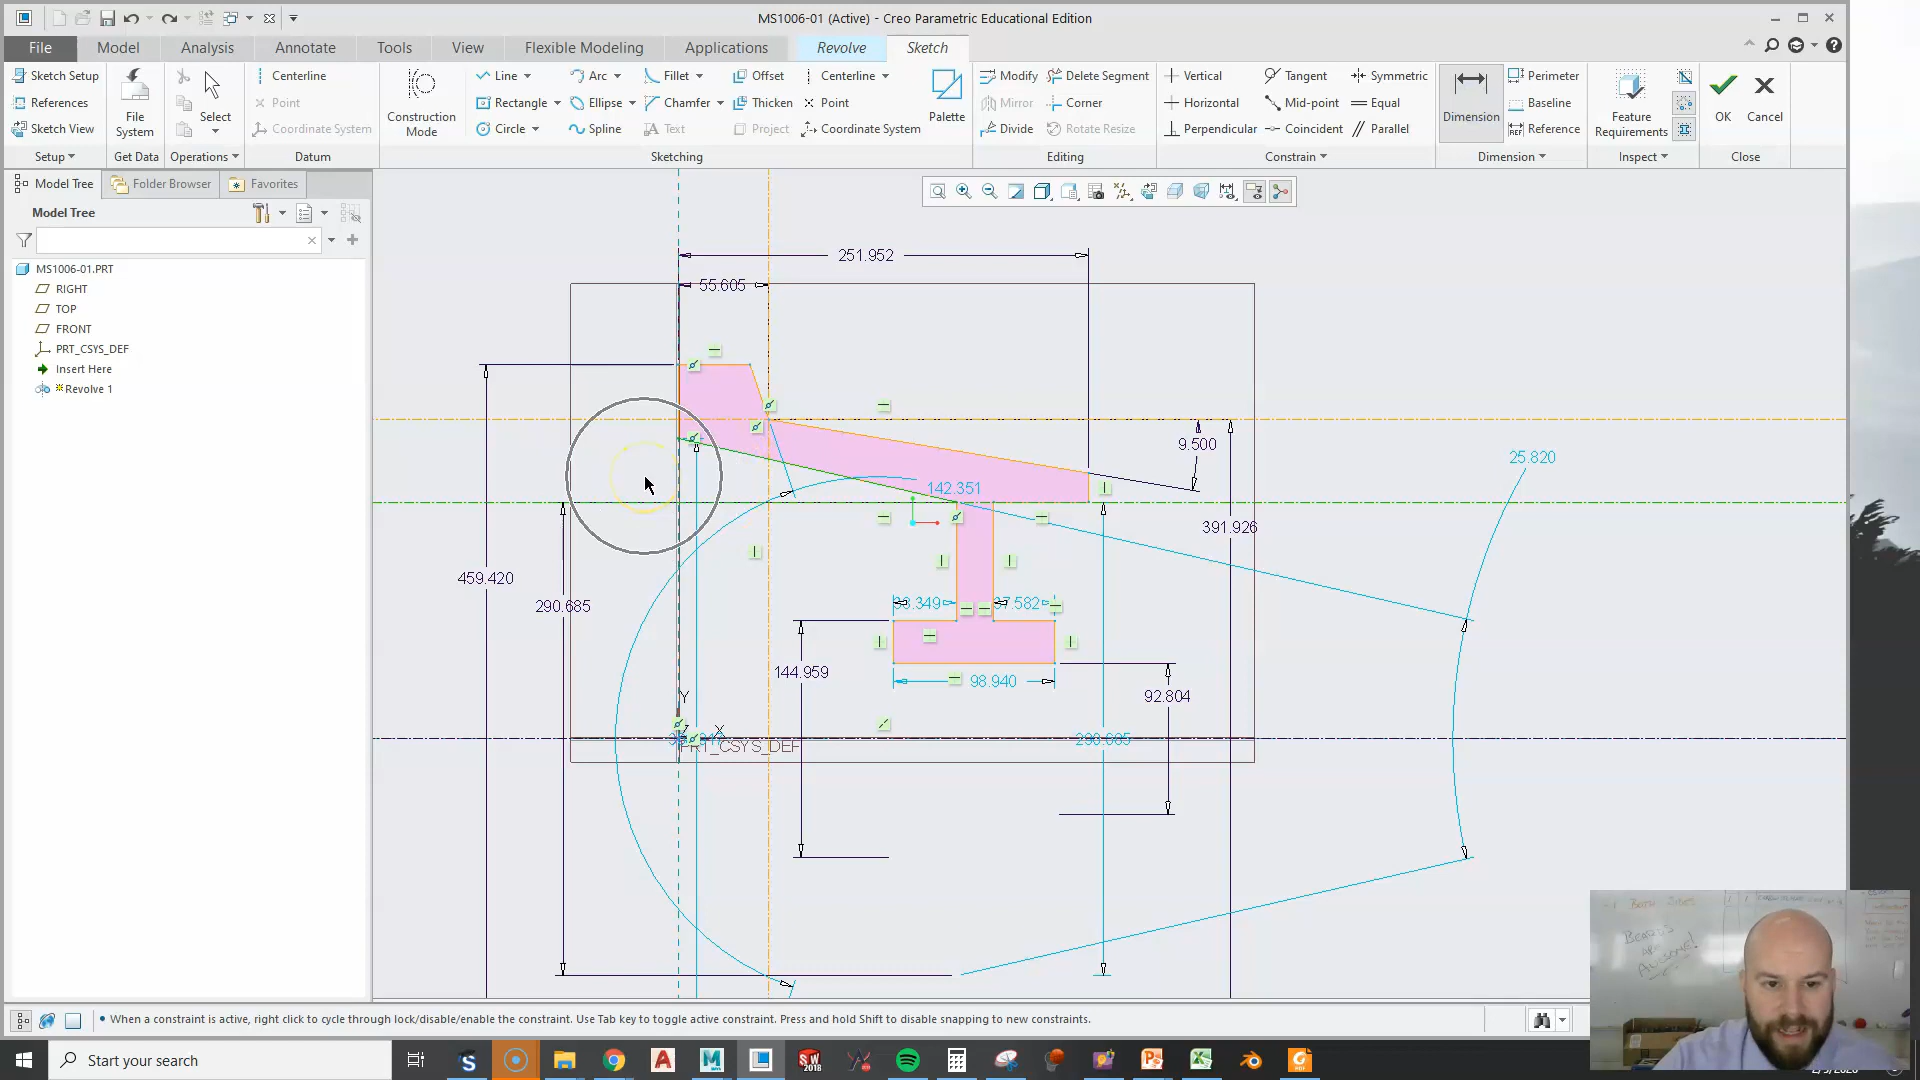 MS1006-01 (Active) - Creo Parametric Educational Edition
File Model Analysis Annotate Tools View Flexible Modeling Applications Revolve Sketch
Sketch Setup
References
Sketch View
Setup
File System
Get Data
Select
Operations
Centerline
Point
Coordinate System
Datum
Construction Mode
Line Arc Fillet Offset Centerline
Rectangle Ellipse Chamfer Thicken Point
Circle Spline Text Project Coordinate System
Palette
Sketching
Modify Delete Segment
Mirror Corner
Divide Rotate Resize
Editing
Vertical Tangent Symmetric
Horizontal Mid-point Equal
Perpendicular Coincident Parallel
Constrain
Dimension
Perimeter
Baseline
Reference
Dimension
Feature Requirements
Inspect
OK
Cancel
Close
Model Tree Folder Browser Favorites
Model Tree
MS1006-01.PRT
RIGHT
TOP
FRONT
PRT_CSYS_DEF
Insert Here
Revolve 1
251.952
55.605
9.500
25.820
142.351
391.926
459.420
290.685
37.582
144.959
98.940
92.804
Y
X
PRT_CSYS_DEF
When a constraint is active, right click to cycle through lock/disable/enable the constraint. Use Tab key to toggle active constraint. Press and hold Shift to disable snapping to new constraints.
Start your search